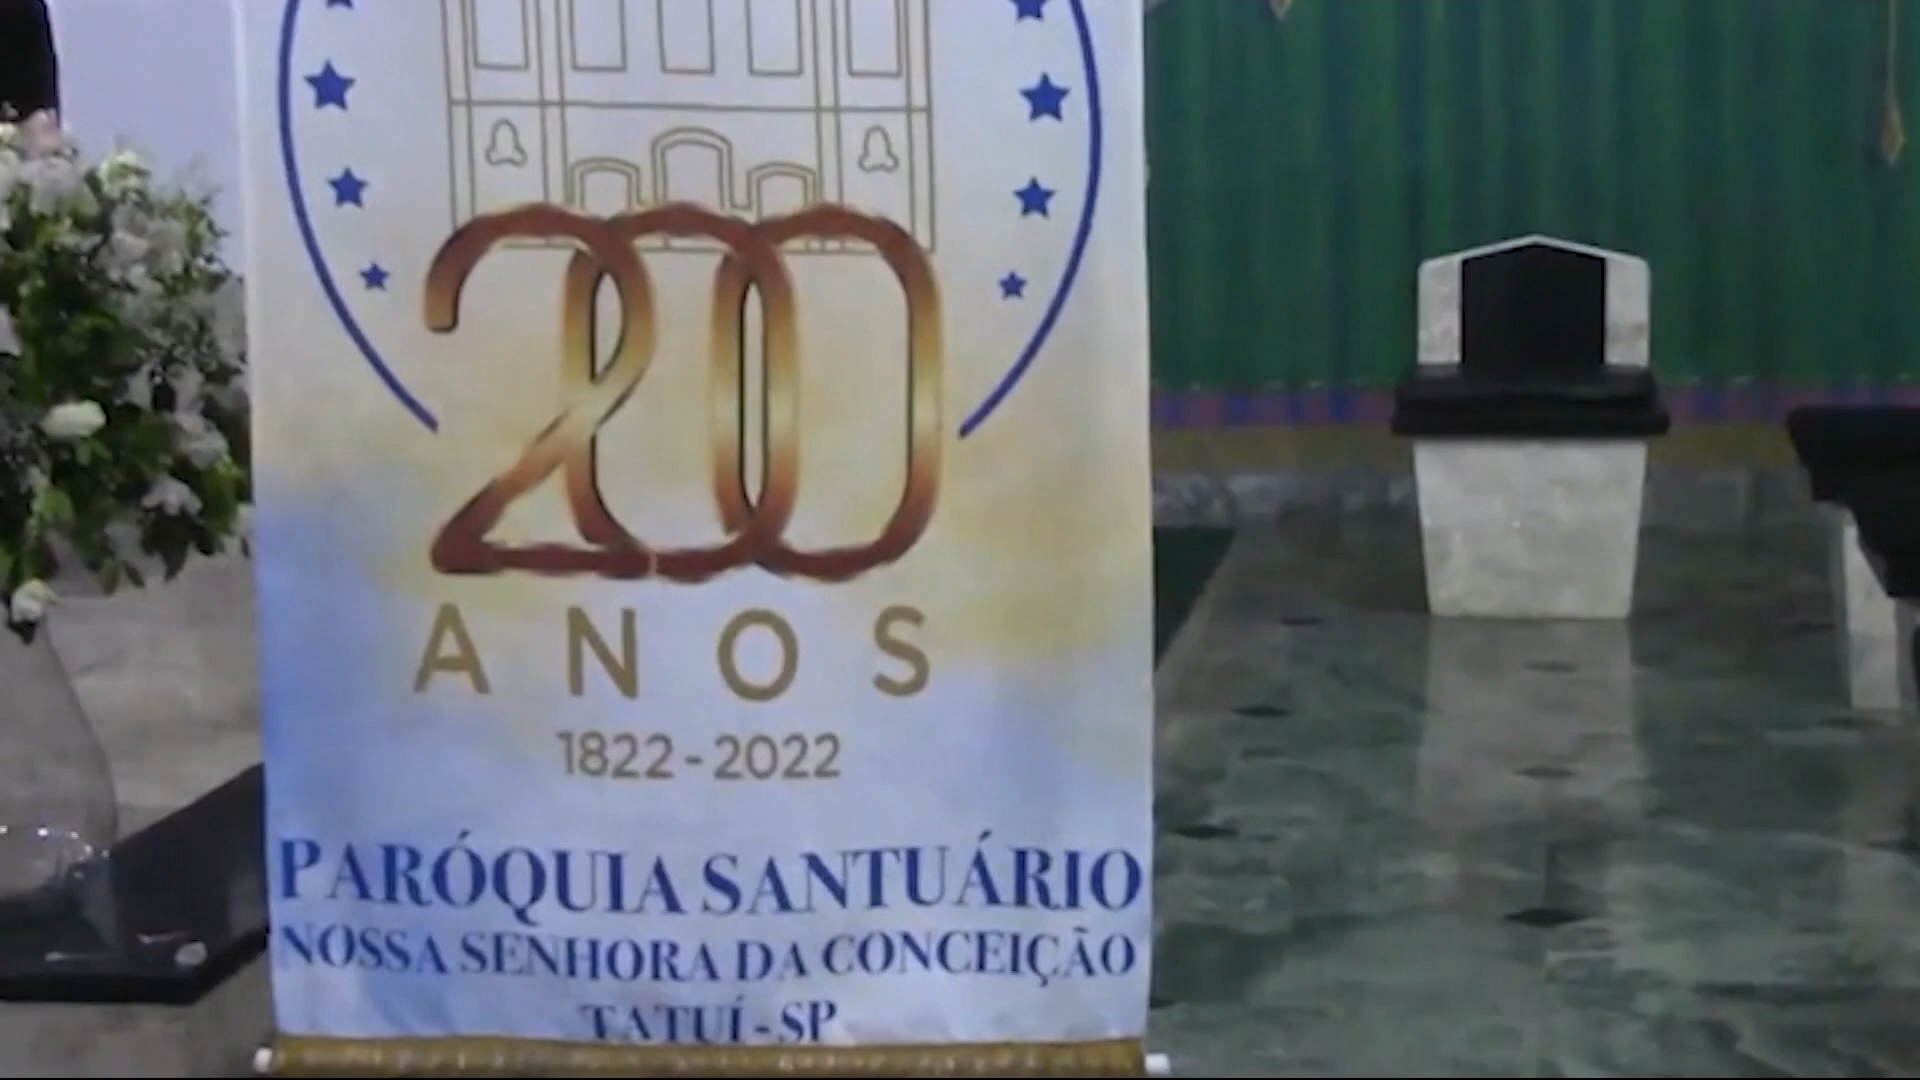 200
ANOS
1822-2022
PARÓQUIA SANTUÁRIO
NOSSA SENHORA DA CONCEIÇÃO
TATUÍ-SP